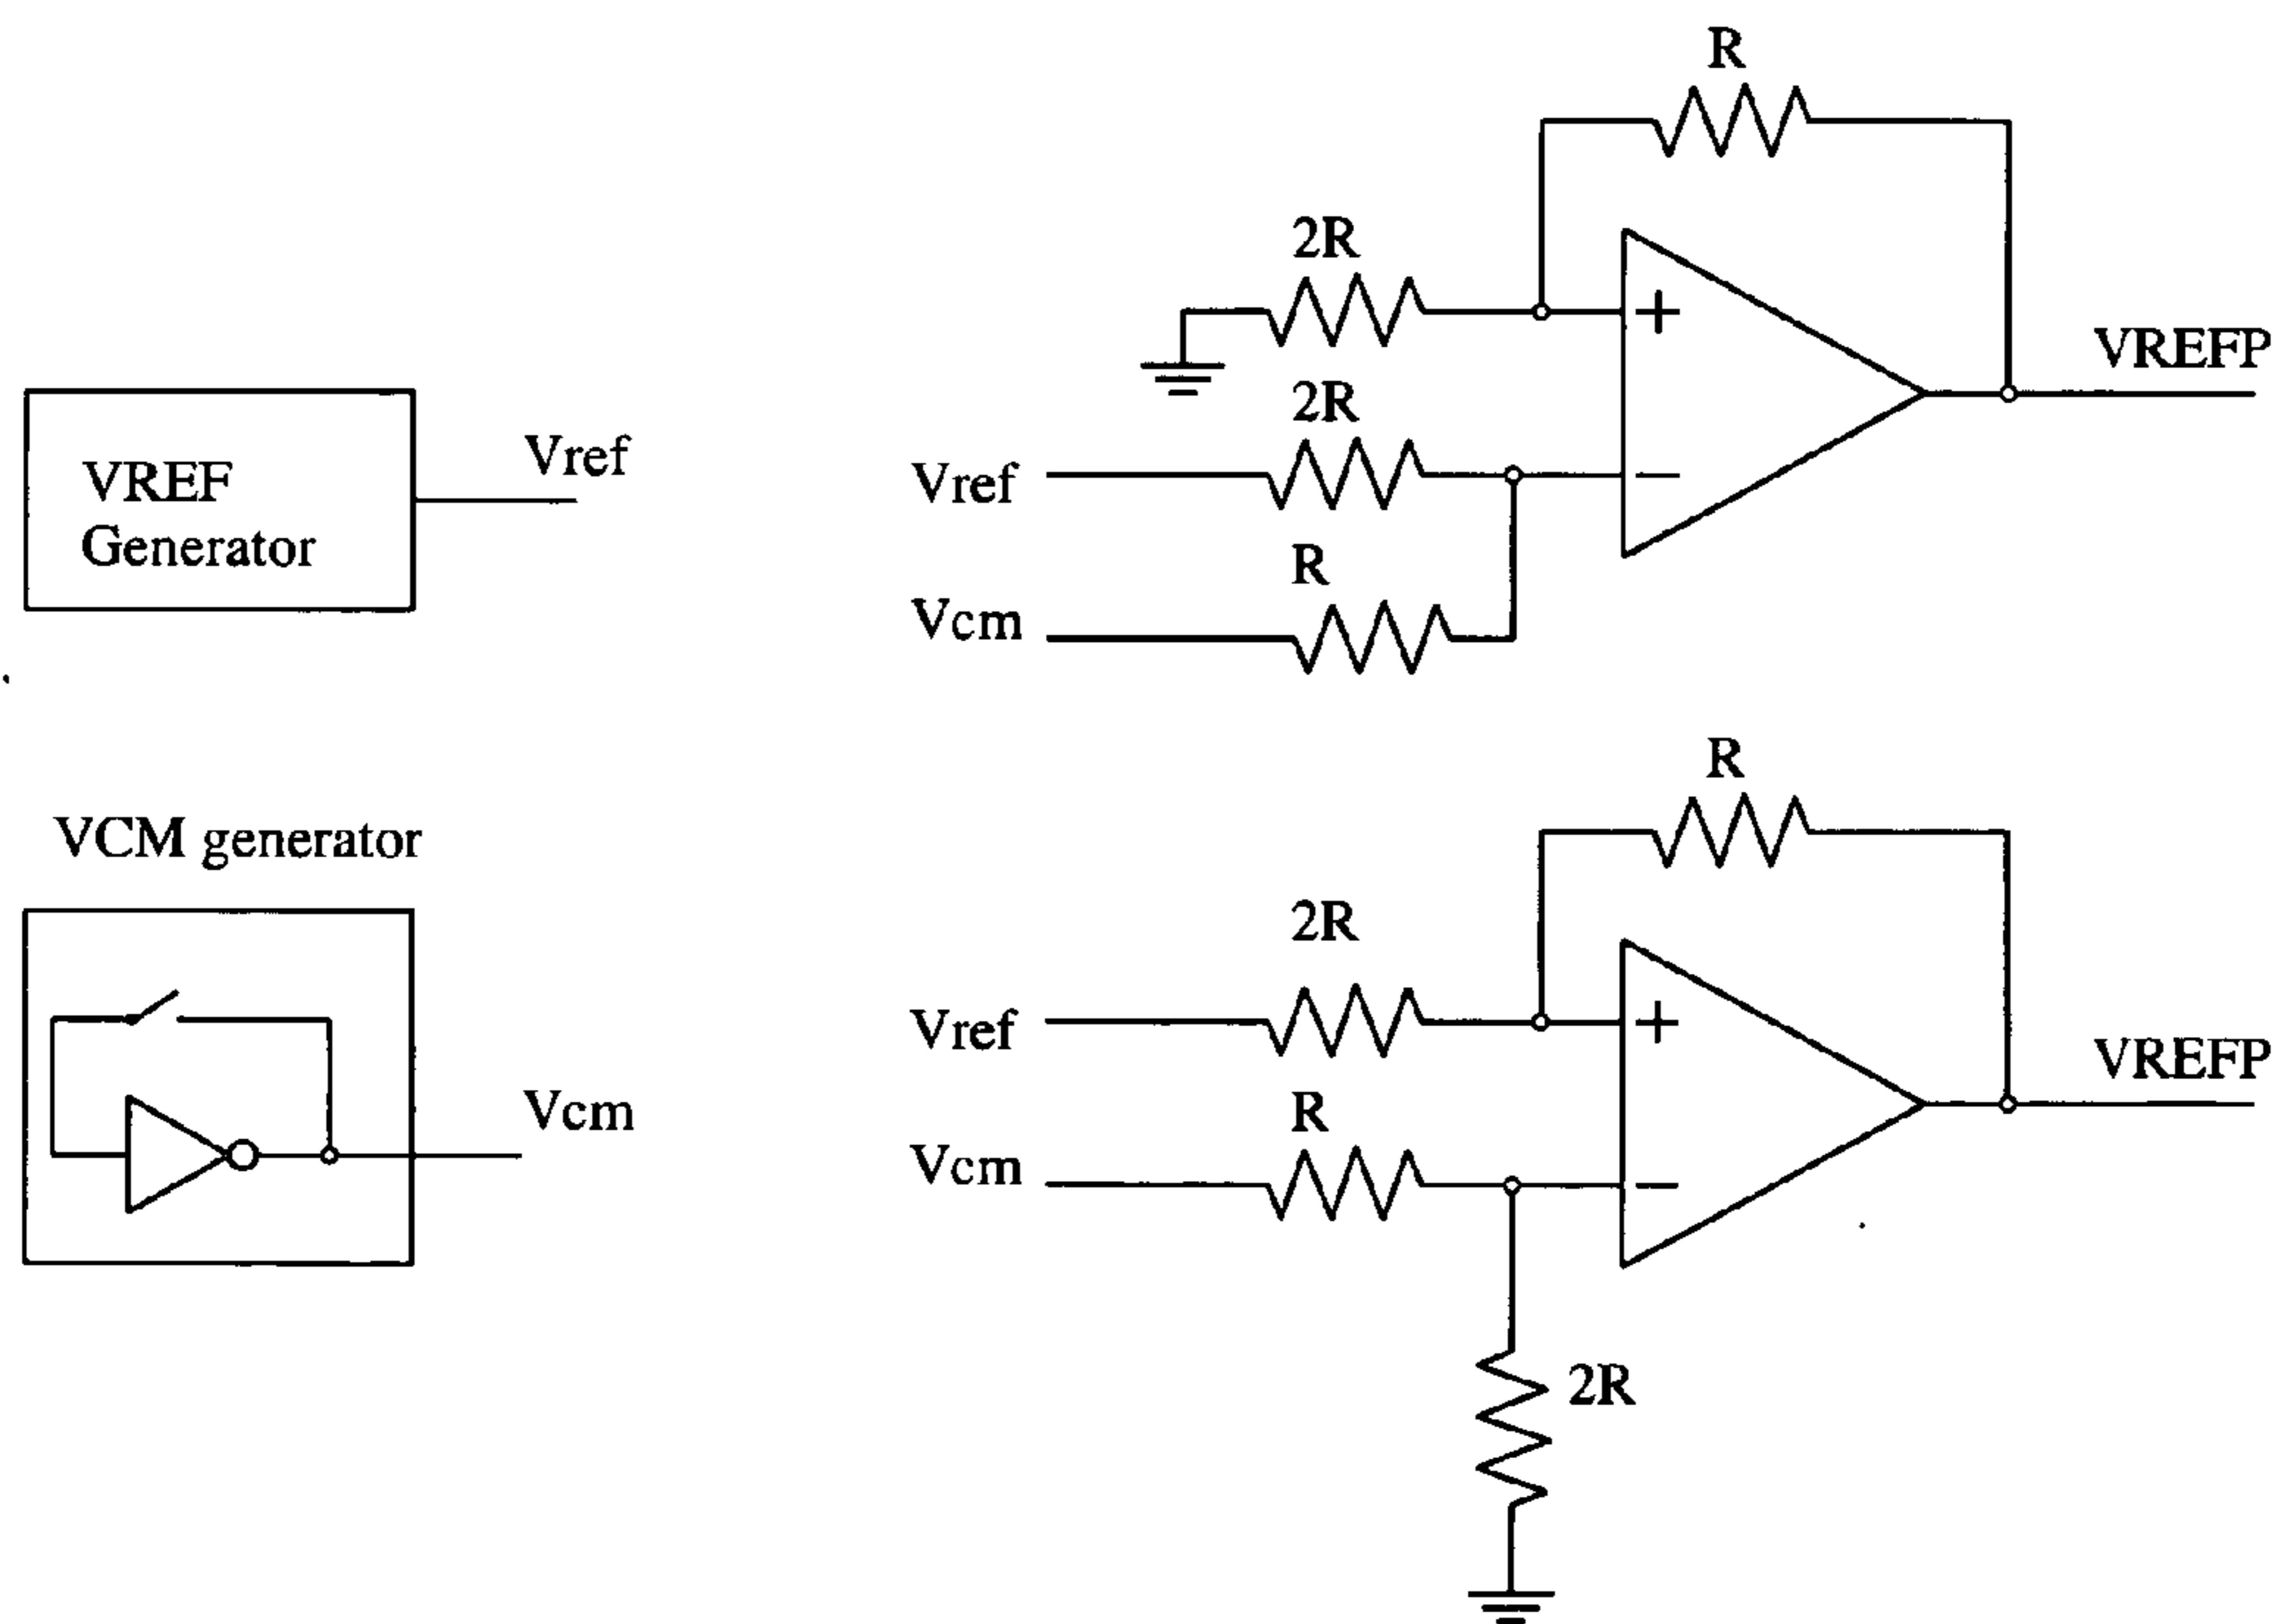 VREF
Generator
Vref
VCM generator
Vcm
R
2R
+
2R
Vref
−
R
Vcm
VREFP
R
2R
Vref
+
R
Vcm
−
2R
VREFP